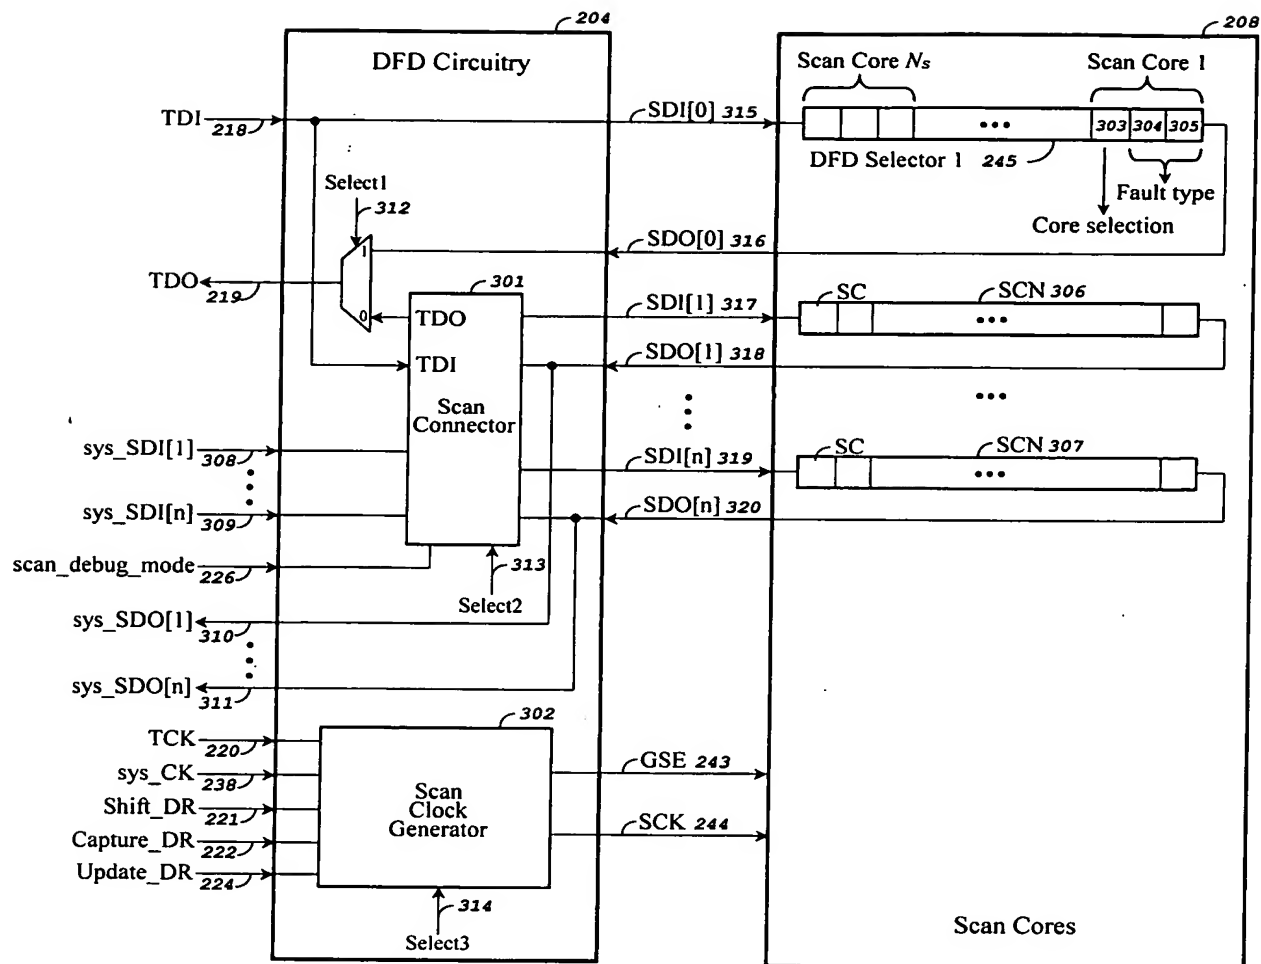 204
208
DFD Circuitry
Scan Core Ns
Scan Core 1
TDI
218
SDI[0] 315
...
303
304
305
DFD Selector 1 245
Fault type
Core selection
Select1
312
1
SDO[0] 316
TDO
219
0
301
TDO
TDI
Scan
Connector
SDI[1] 317
SC
SCN 306
...
SDO[1] 318
...
sys_SDI[1]
308
SDI[n] 319
SC
SCN 307
...
sys_SDI[n]
309
SDO[n] 320
scan_debug_mode
226
313
Select2
sys_SDO[1]
310
sys_SDO[n]
311
302
TCK
220
sys_CK
238
Shift_DR
221
Capture_DR
222
Update_DR
224
Scan
Clock
Generator
GSE 243
SCK 244
314
Select3
Scan Cores